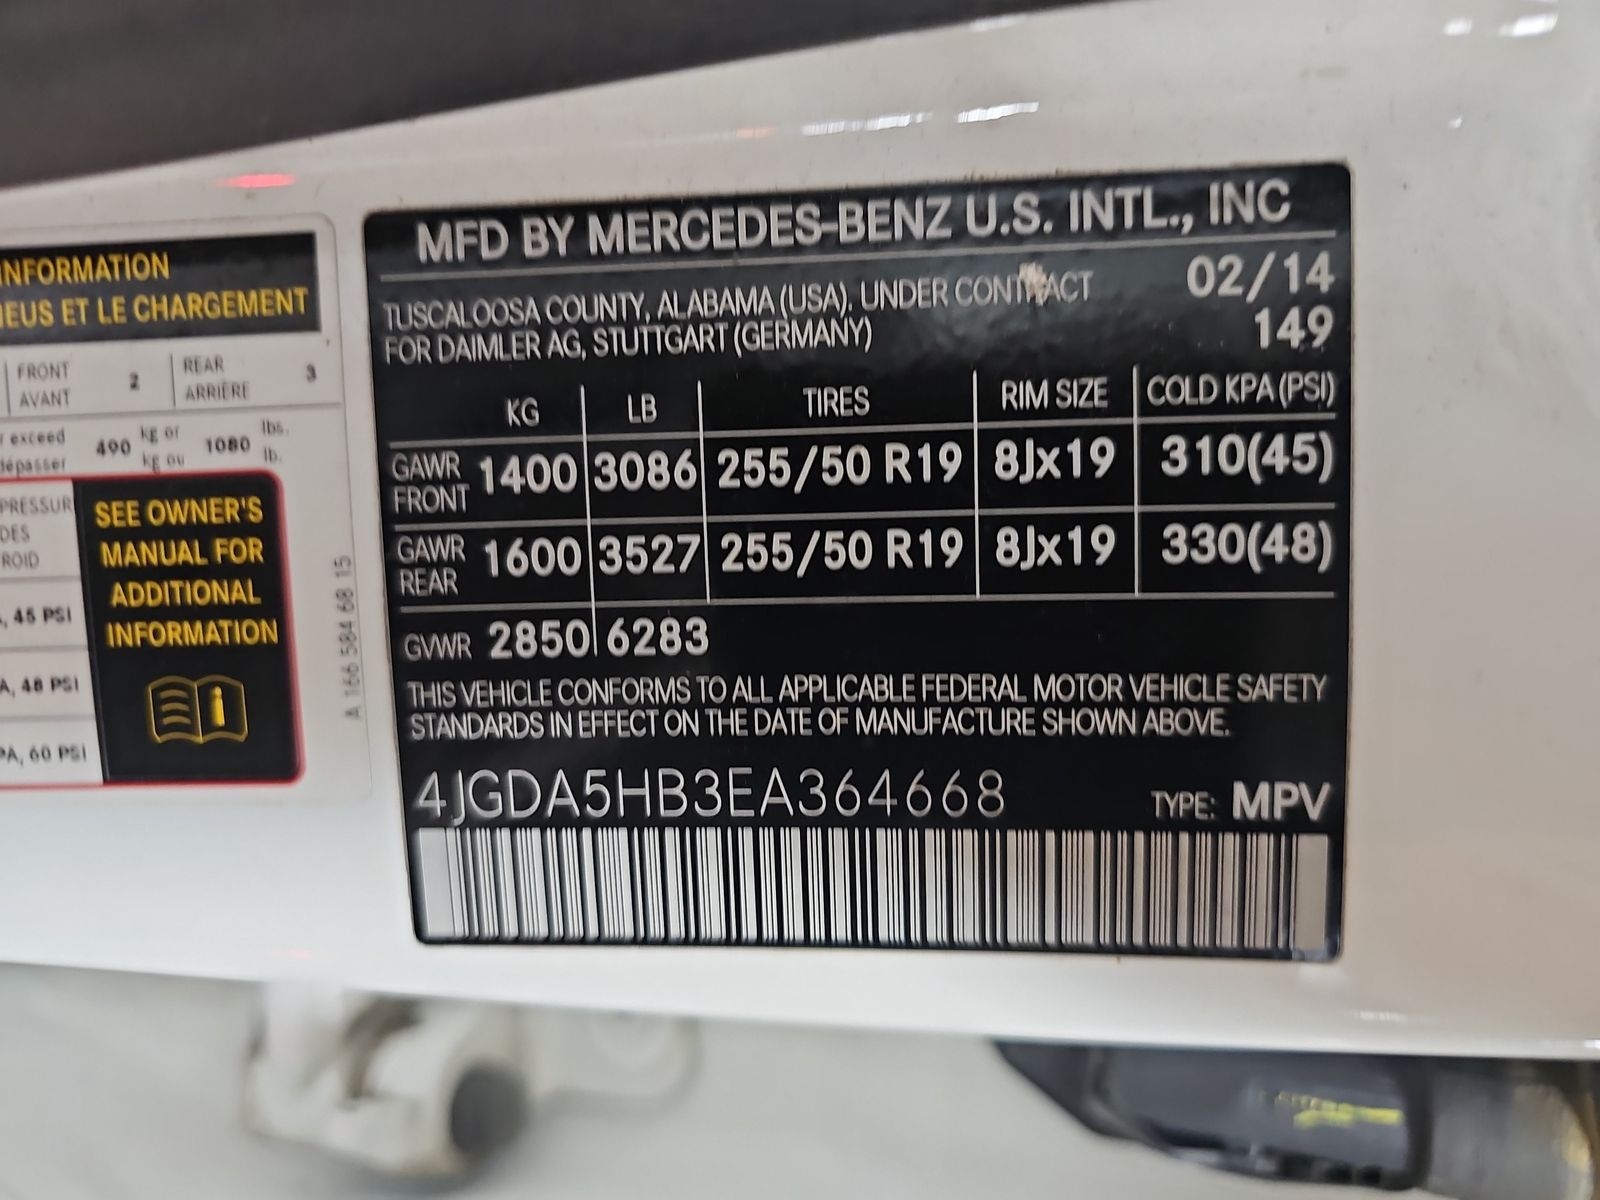 INFORMATION
NEUS ET LE CHARGEMENT
FRONT 2 REAR 3
AVANT ARRIÈRE
exceed 490 kg or 1080 lbs.
dépasser kg ou lb.
PRESSUR
DES
ROID
, 45 PSI
A, 48 PSI
PA, 60 PSI
SEE OWNER'S
MANUAL FOR
ADDITIONAL
INFORMATION
i
A 166 584 68 15
MFD BY MERCEDES-BENZ U.S. INTL., INC
TUSCALOOSA COUNTY, ALABAMA (USA). UNDER CONTRACT 02/14
FOR DAIMLER AG, STUTTGART (GERMANY) 149
KG LB TIRES RIM SIZE COLD KPA (PSI)
GAWR FRONT 1400 3086 255/50 R19 8Jx19 310(45)
GAWR REAR 1600 3527 255/50 R19 8Jx19 330(48)
GVWR 2850 6283
THIS VEHICLE CONFORMS TO ALL APPLICABLE FEDERAL MOTOR VEHICLE SAFETY
STANDARDS IN EFFECT ON THE DATE OF MANUFACTURE SHOWN ABOVE.
4JGDA5HB3EA364668 TYPE: MPV